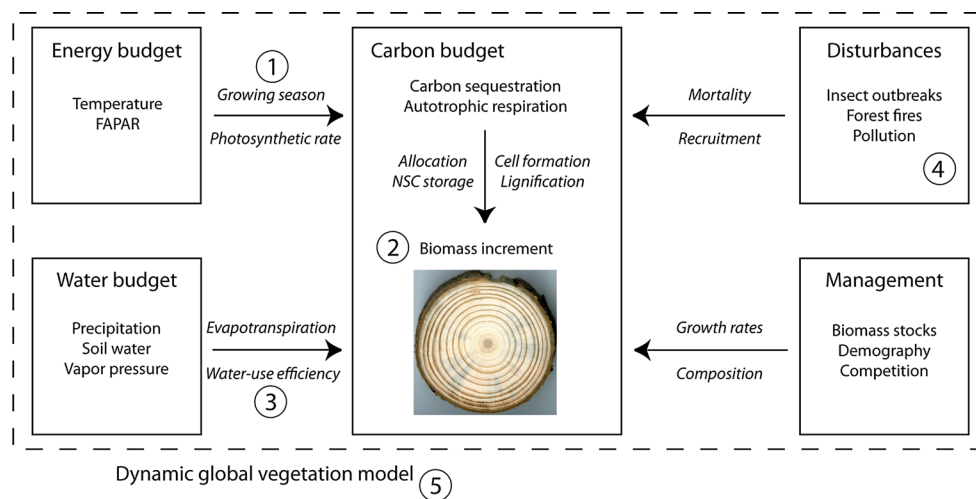 Energy budget
Temperature
FAPAR
①
Growing season
Photosynthetic rate
Carbon budget
Carbon sequestration
Autotrophic respiration
Allocation
NSC storage
Cell formation
Lignification
②
Biomass increment
Mortality
Recruitment
Disturbances
Insect outbreaks
Forest fires
Pollution
④
Water budget
Precipitation
Soil water
Vapor pressure
Evapotranspiration
Water-use efficiency
③
Growth rates
Composition
Management
Biomass stocks
Demography
Competition
Dynamic global vegetation model
⑤